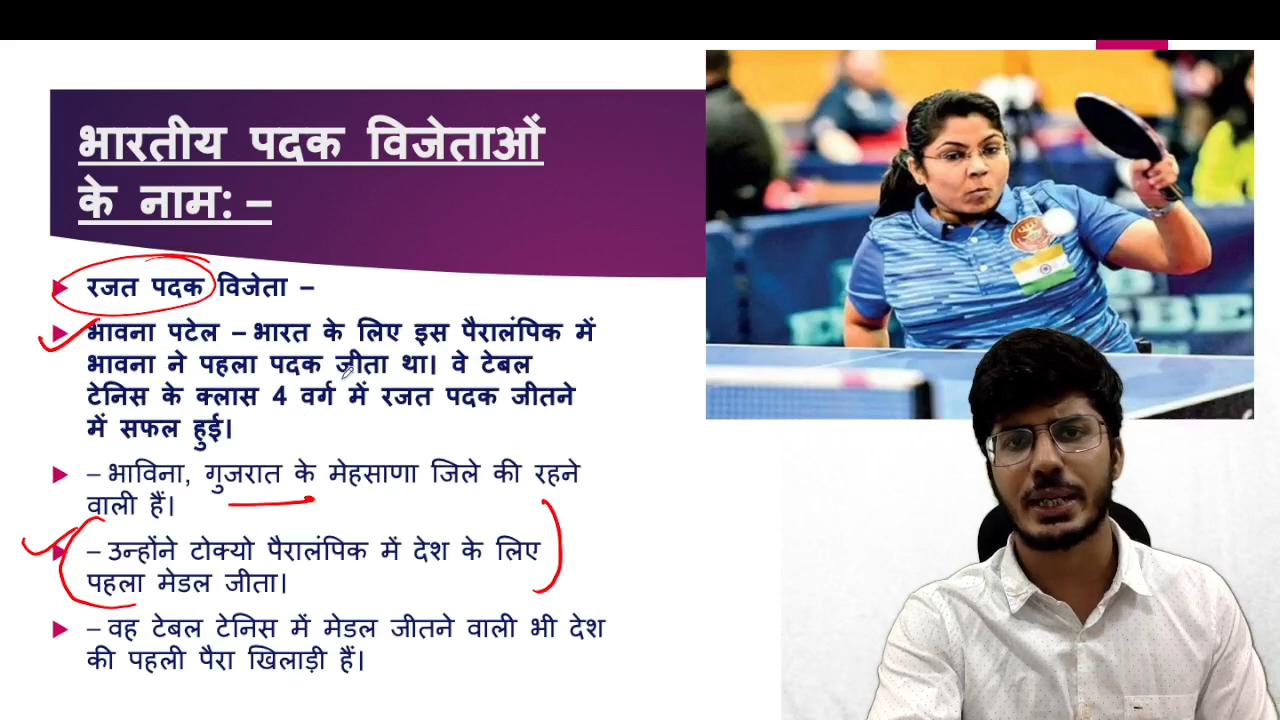 भारतीय पदक विजेताओं
के नाम: –
रजत पदक विजेता –
भावना पटेल – भारत के लिए इस पैरालंपिक में
भावना ने पहला पदक जीता था। वे टेबल
टेनिस के क्लास 4 वर्ग में रजत पदक जीतने
में सफल हुई।
– भाविना, गुजरात के मेहसाणा जिले की रहने
वाली हैं।
– उन्होंने टोक्यो पैरालंपिक में देश के लिए
पहला मेडल जीता।
– वह टेबल टेनिस में मेडल जीतने वाली भी देश
की पहली पैरा खिलाड़ी हैं।